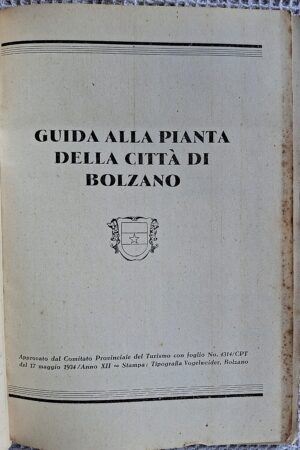 GUIDA ALLA PIANTA
DELLA CITTÀ DI
BOLZANO
Approvato dal Comitato Provinciale del Turismo con foglio No. 4314/CPT
del 17 maggio 1934/Anno XII ~ Stampa: Tipografia Vogelweider, Bolzano